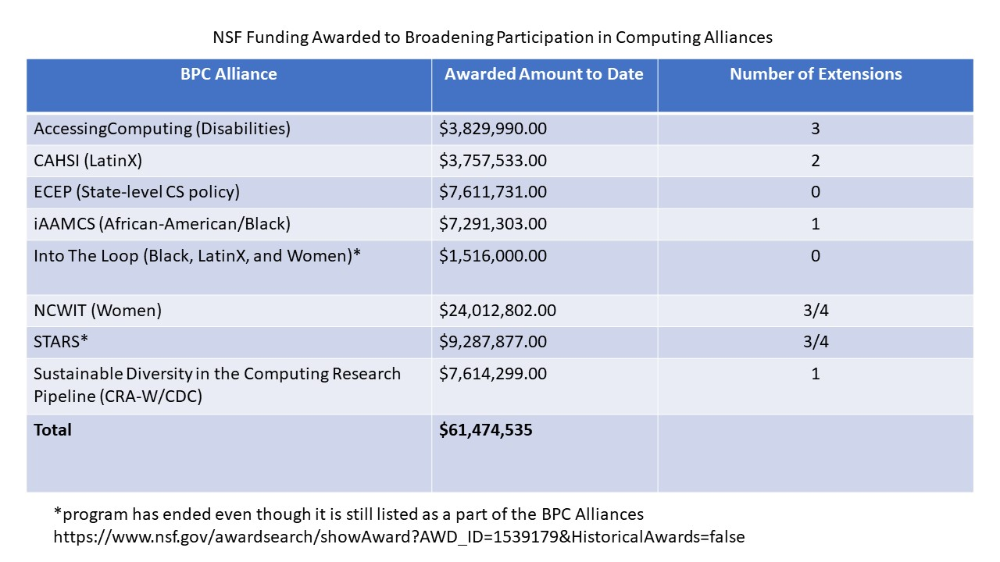 NSF Funding Awarded to Broadening Participation in Computing Alliances
BPC Alliance Awarded Amount to Date Number of Extensions
AccessingComputing (Disabilities) $3,829,990.00 3
CAHSI (LatinX) $3,757,533.00 2
ECEP (State-level CS policy) $7,611,731.00 0
iAAMCS (African-American/Black) $7,291,303.00 1
Into The Loop (Black, LatinX, and Women)* $1,516,000.00 0
NCWIT (Women) $24,012,802.00 3/4
STARS* $9,287,877.00 3/4
Sustainable Diversity in the Computing Research $7,614,299.00 1
Pipeline (CRA-W/CDC)
Total $61,474,535
*program has ended even though it is still listed as a part of the BPC Alliances
https://www.nsf.gov/awardsearch/showAward?AWD_ID=1539179&HistoricalAwards=false